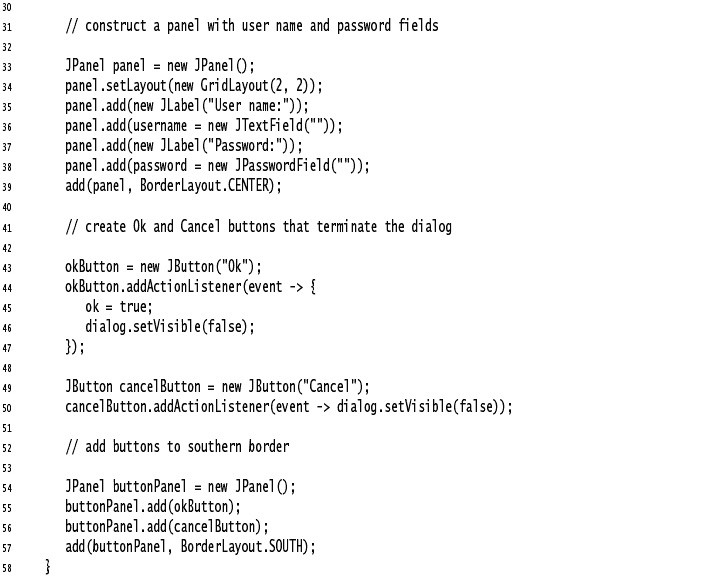 30
31 // construct a panel with user name and password fields
32
33 JPanel panel = new JPanel();
34 panel.setLayout(new GridLayout(2, 2));
35 panel.add(new JLabel("User name:"));
36 panel.add(username = new JTextField(""));
37 panel.add(new JLabel("Password:"));
38 panel.add(password = new JPasswordField(""));
39 add(panel, BorderLayout.CENTER);
40
41 // create Ok and Cancel buttons that terminate the dialog
42
43 okButton = new JButton("Ok");
44 okButton.addActionListener(event -> {
45 ok = true;
46 dialog.setVisible(false);
47 });
48
49 JButton cancelButton = new JButton("Cancel");
50 cancelButton.addActionListener(event -> dialog.setVisible(false));
51
52 // add buttons to southern border
53
54 JPanel buttonPanel = new JPanel();
55 buttonPanel.add(okButton);
56 buttonPanel.add(cancelButton);
57 add(buttonPanel, BorderLayout.SOUTH);
58 }